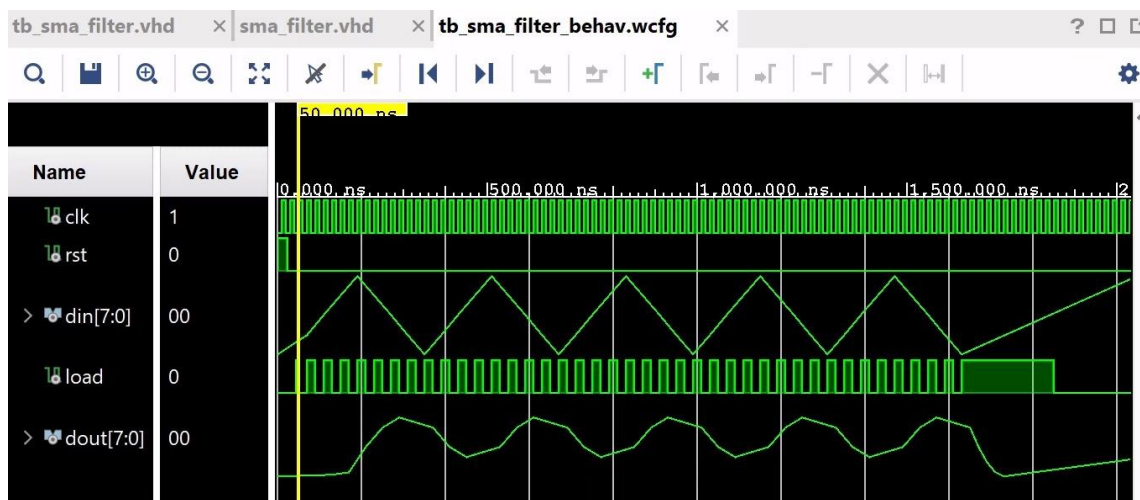 tb_sma_filter.vhd × sma_filter.vhd × tb_sma_filter_behav.wcfg × ?
50.000 ns
Name Value
0.000 ns 500.000 ns 1,000.000 ns 1,500.000 ns 2
clk 1
rst 0
din[7:0] 00
load 0
dout[7:0] 00